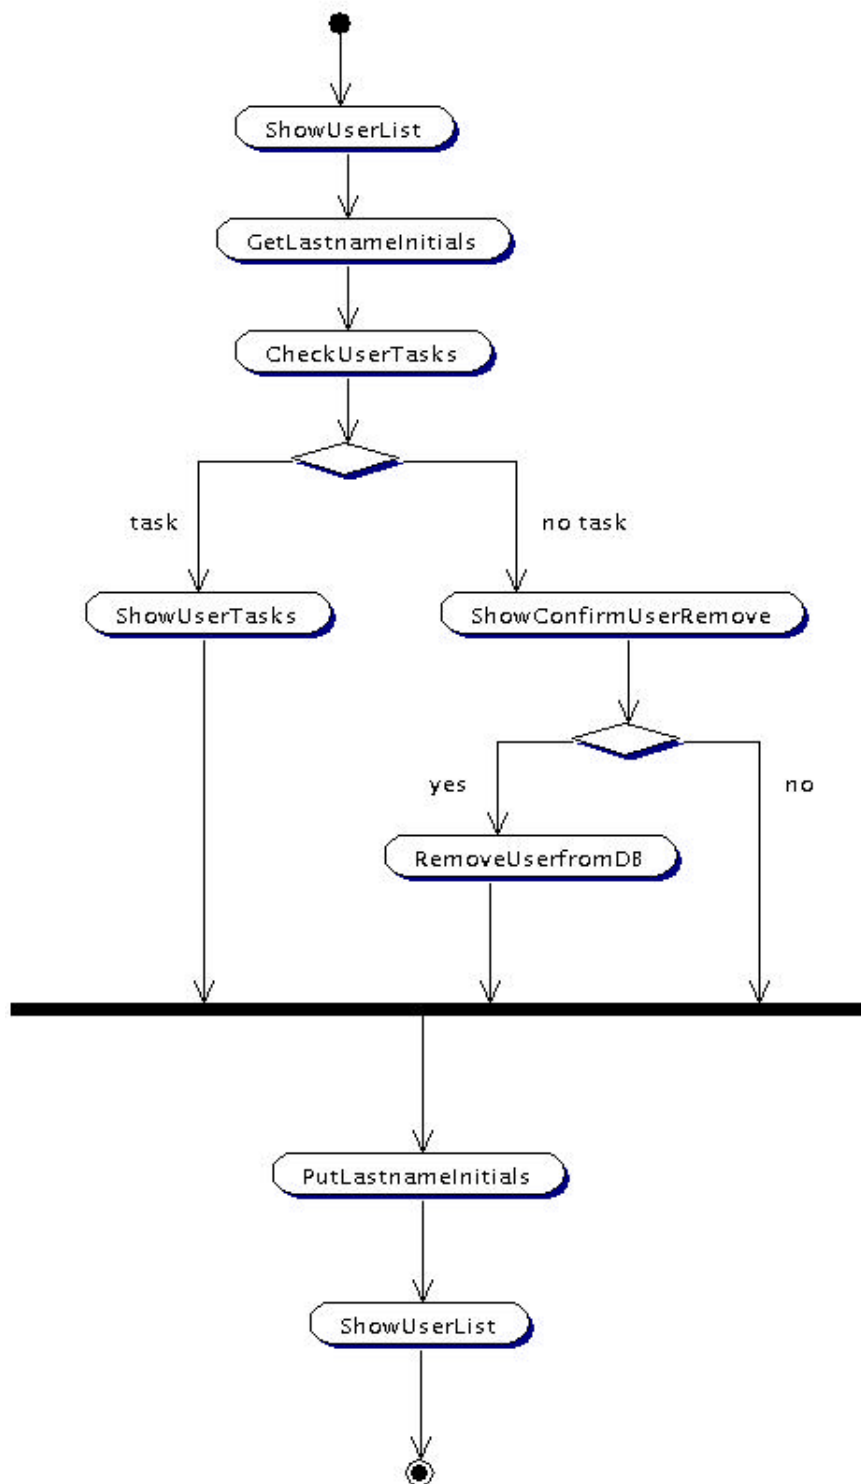 ShowUserList
GetLastnameInitials
CheckUserTasks
task
no task
ShowUserTasks
ShowConfirmUserRemove
yes
no
RemoveUserfromDB
PutLastnameInitials
ShowUserList